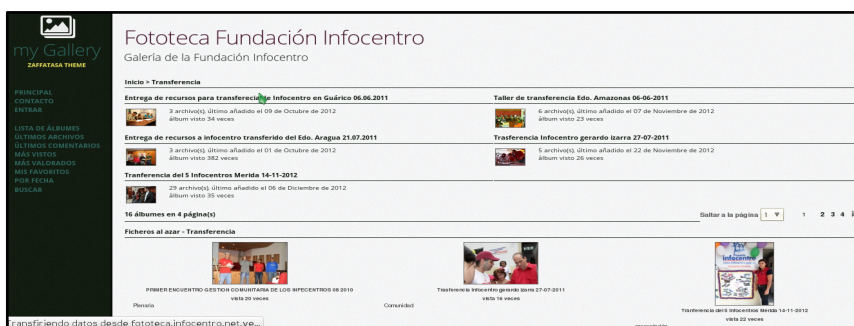 my Gallery
ZAFFATASA THEME
PRINCIPAL
CONTACTO
ENTRAR
LISTA DE ÁLBUMES
ÚLTIMOS ARCHIVOS
ÚLTIMOS COMENTARIOS
MÁS VISTOS
MÁS VALORADOS
MIS FAVORITOS
POR FECHA
BUSCAR
Fototeca Fundación Infocentro
Galería de la Fundación Infocentro
Inicio > Transferencia
Entrega de recursos para transferecia de Infocentro en Guárico 06.06.2011
3 archivo(s), último añadido el 09 de Octubre de 2012
álbum visto 34 veces
Taller de transferencia Edo. Amazonas 06-06-2011
6 archivo(s), último añadido el 07 de Noviembre de 2012
álbum visto 23 veces
Entrega de recursos a infocentro transferido del Edo. Aragua 21.07.2011
3 archivo(s), último añadido el 01 de Octubre de 2012
álbum visto 382 veces
Trasferencia Infocentro gerardo izarra 27-07-2011
5 archivo(s), último añadido el 22 de Noviembre de 2012
álbum visto 26 veces
Tranferencia del 5 Infocentros Merida 14-11-2012
29 archivo(s), último añadido el 06 de Diciembre de 2012
álbum visto 35 veces
16 álbumes en 4 página(s)
Saltar a la página 1 1 2 3 4
Ficheros al azar - Transferencia
PRIMER ENCUENTRO GESTION COMUNITARIA DE LOS INFECENTROS 08 2010
vista 20 veces
Plenaria
Trasferencia Infocentro gerardo izarra 27-07-2011
vista 16 veces
Comunidad
infocentro
Tranferencia del 5 Infocentros Merida 14-11-2012
vista 22 veces
Transfiriendo datos desde fototeca.infocentro.net.ve...